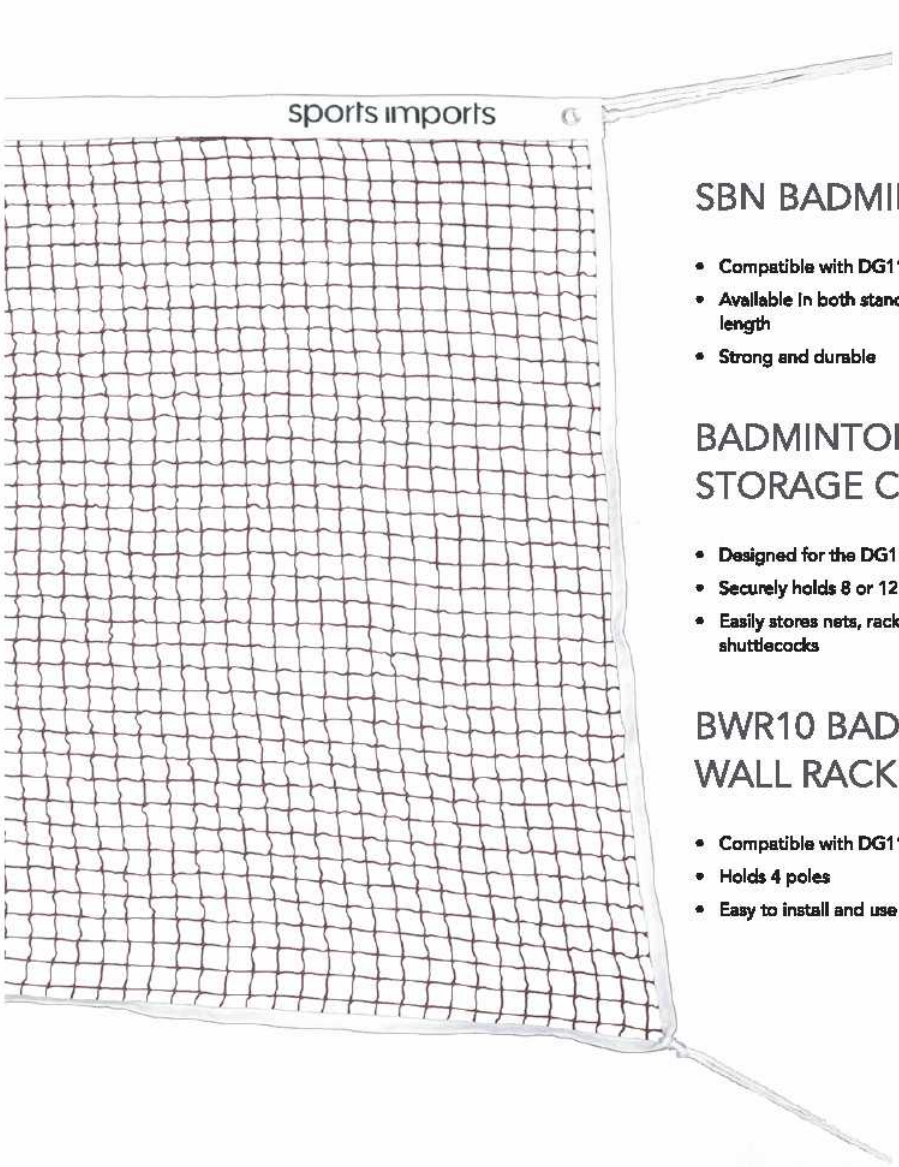 sports imports
SBN BADMI
• Compatible with DG1
• Available in both stan
length
• Strong and durable
BADMINTO
STORAGE C
• Designed for the DG1
• Securely holds 8 or 12
• Easily stores nets, rack
shuttlecocks
BWR10 BAD
WALL RACK
• Compatible with DG1
• Holds 4 poles
• Easy to install and use